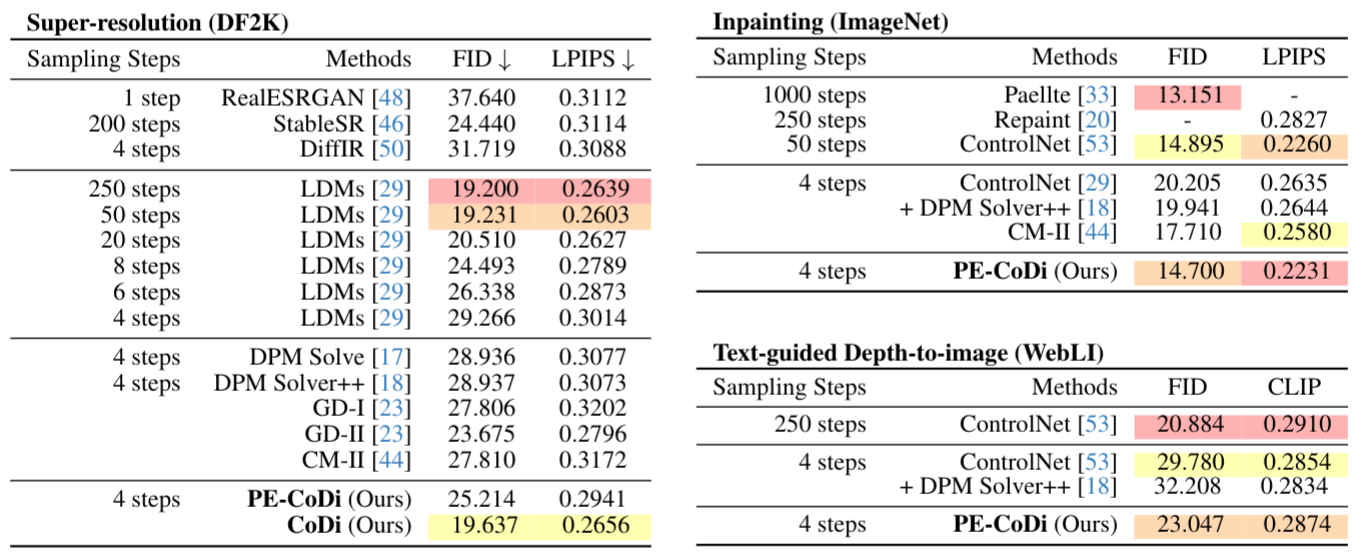 Super-resolution (DF2K)
Sampling Steps Methods FID ↓ LPIPS ↓
1 step RealESRGAN [48] 37.640 0.3112
200 steps StableSR [46] 24.440 0.3114
4 steps DiffIR [50] 31.719 0.3088
250 steps LDMs [29] 19.200 0.2639
50 steps LDMs [29] 19.231 0.2603
20 steps LDMs [29] 20.510 0.2627
8 steps LDMs [29] 24.493 0.2789
6 steps LDMs [29] 26.338 0.2873
4 steps LDMs [29] 29.266 0.3014
4 steps DPM Solve [17] 28.936 0.3077
4 steps DPM Solver++ [18] 28.937 0.3073
GD-I [23] 27.806 0.3202
GD-II [23] 23.675 0.2796
CM-II [44] 27.810 0.3172
4 steps PE-CoDi (Ours) 25.214 0.2941
CoDi (Ours) 19.637 0.2656
Inpainting (ImageNet)
Sampling Steps Methods FID LPIPS
1000 steps Paellte [33] 13.151 -
250 steps Repaint [20] - 0.2827
50 steps ControlNet [53] 14.895 0.2260
4 steps ControlNet [29] 20.205 0.2635
+ DPM Solver++ [18] 19.941 0.2644
CM-II [44] 17.710 0.2580
4 steps PE-CoDi (Ours) 14.700 0.2231
Text-guided Depth-to-image (WebLI)
Sampling Steps Methods FID CLIP
250 steps ControlNet [53] 20.884 0.2910
4 steps ControlNet [53] 29.780 0.2854
+ DPM Solver++ [18] 32.208 0.2834
4 steps PE-CoDi (Ours) 23.047 0.2874